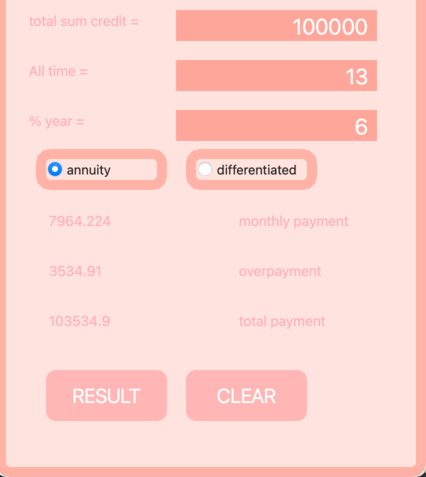 total sum credit = 100000
All time = 13
% year = 6
annuity differentiated
7964.224 monthly payment
3534.91 overpayment
103534.9 total payment
RESULT CLEAR